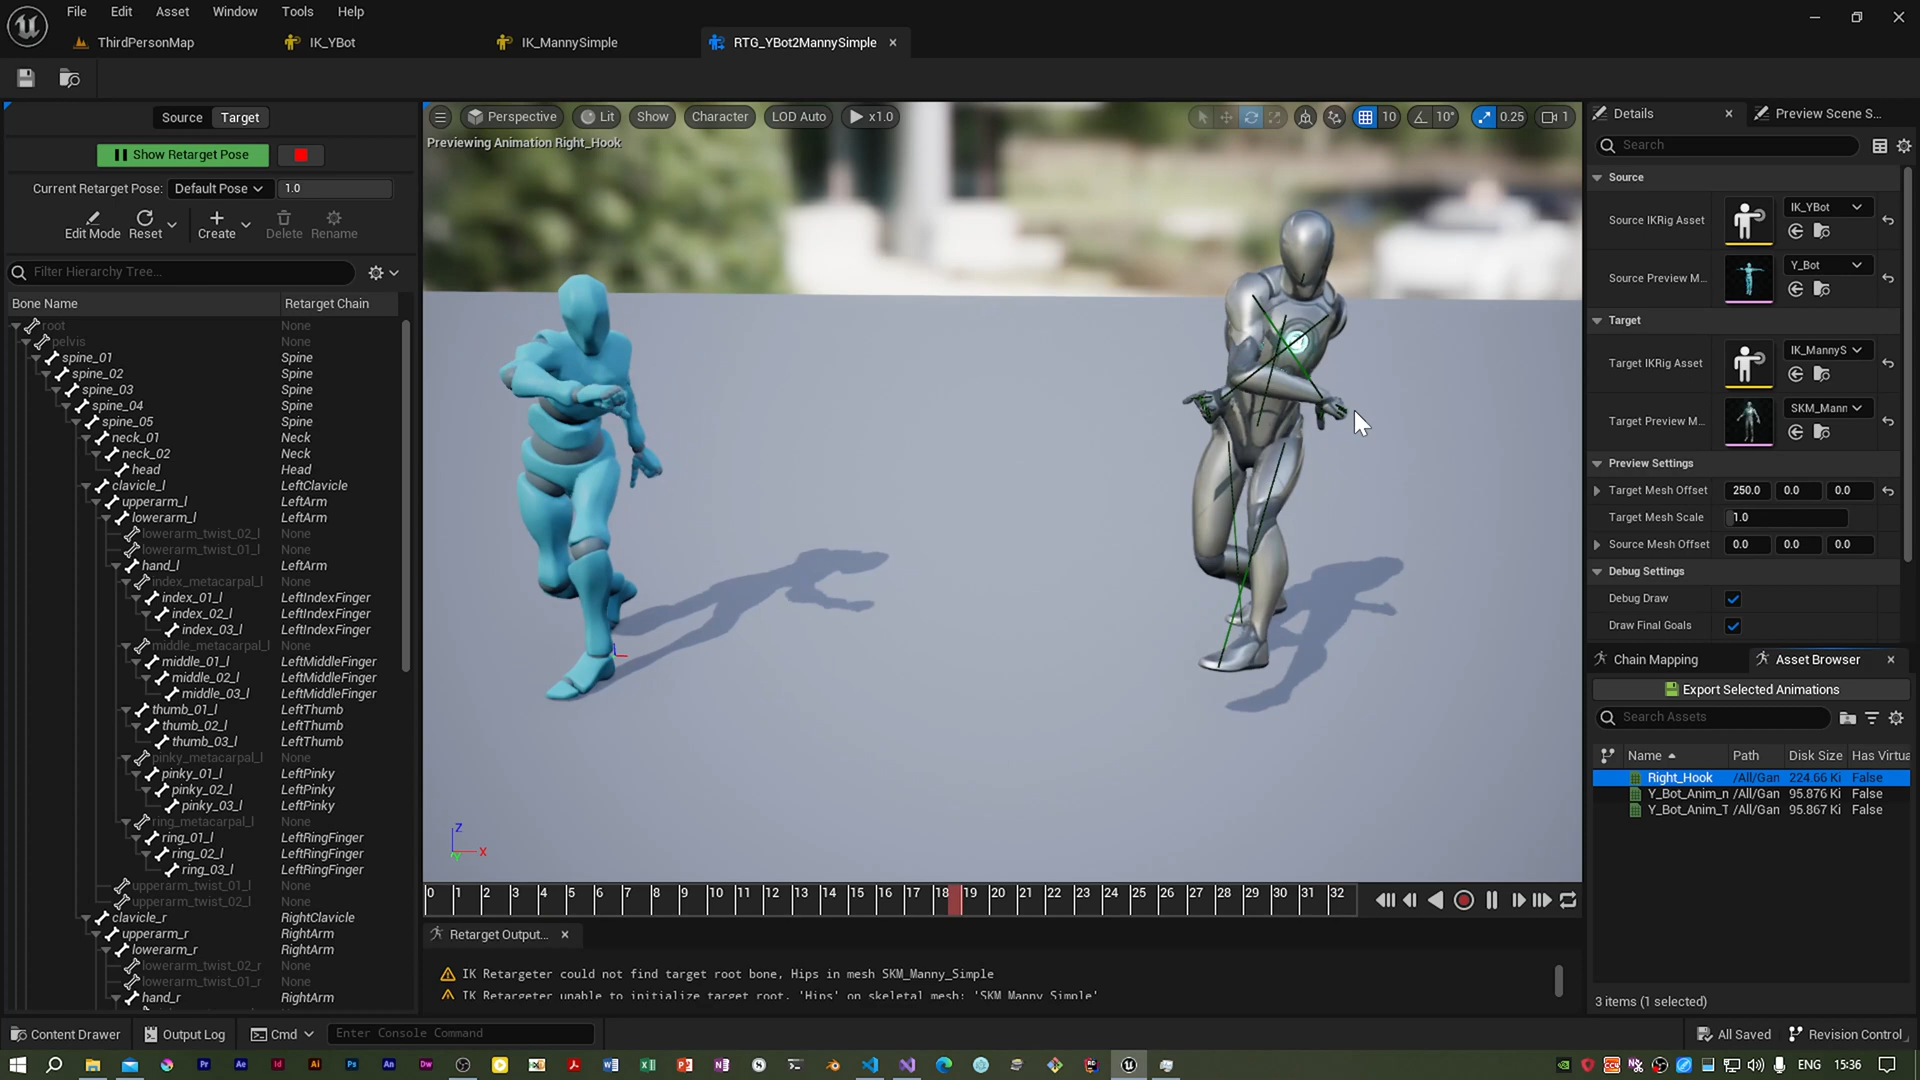 File Edit Asset Window Tools Help
ThirdPersonMap IK_YBot IK_MannySimple RTG_YBot2MannySimple
Source Target
Show Retarget Pose
Current Retarget Pose: Default Pose 1.0
Edit Mode Reset Create Delete Rename
Filter Hierarchy Tree...
Bone Name Retarget Chain
root None
pelvis None
spine_01 Spine
spine_02 Spine
spine_03 Spine
spine_04 Spine
spine_05 Spine
neck_01 Neck
neck_02 Neck
head Head
clavicle_l LeftClavicle
upperarm_l LeftArm
lowerarm_l LeftArm
lowerarm_twist_02_l None
lowerarm_twist_01_l None
hand_l LeftArm
index_metacarpal_l None
index_01_l LeftIndexFinger
index_02_l LeftIndexFinger
index_03_l LeftIndexFinger
middle_metacarpal_l None
middle_01_l LeftMiddleFinger
middle_02_l LeftMiddleFinger
middle_03_l LeftMiddleFinger
thumb_01_l LeftThumb
thumb_02_l LeftThumb
thumb_03_l LeftThumb
pinky_metacarpal_l None
pinky_01_l LeftPinky
pinky_02_l LeftPinky
pinky_03_l LeftPinky
ring_metacarpal_l None
ring_01_l LeftRingFinger
ring_02_l LeftRingFinger
ring_03_l LeftRingFinger
upperarm_twist_01_l None
upperarm_twist_02_l None
clavicle_r RightClavicle
upperarm_r RightArm
lowerarm_r RightArm
lowerarm_twist_02_r None
lowerarm_twist_01_r None
hand_r RightArm
Perspective Lit Show Character LOD Auto x1.0 10 10° 0.25 1
Previewing Animation Right_Hook
Z
X
Y
0 1 2 3 4 5 6 7 8 9 10 11 12 13 14 15 16 17 18 19 20 21 22 23 24 25 26 27 28 29 30 31 32
Retarget Output...
IK Retargeter could not find target root bone, Hips in mesh SKM_Manny_Simple
IK Retargeter unable to initialize target root, 'Hips' on skeletal mesh: 'SKM_Manny_Simple'
Details Preview Scene S...
Search
Source
Source IKRig Asset IK_YBot
Source Preview M... Y_Bot
Target
Target IKRig Asset IK_MannyS
Target Preview M... SKM_Mann
Preview Settings
Target Mesh Offset 250.0 0.0 0.0
Target Mesh Scale 1.0
Source Mesh Offset 0.0 0.0 0.0
Debug Settings
Debug Draw
Draw Final Goals
Chain Mapping Asset Browser
Export Selected Animations
Search Assets
Name Path Disk Size Has Virtua
Right_Hook /All/Gan 224.66 Ki False
Y_Bot_Anim_n /All/Gan 95.876 Ki False
Y_Bot_Anim_T /All/Gan 95.867 Ki False
3 items (1 selected)
Content Drawer Output Log Cmd Enter Console Command All Saved Revision Control
Pr Ae Id Ai Ps An Dw ENG 15:36